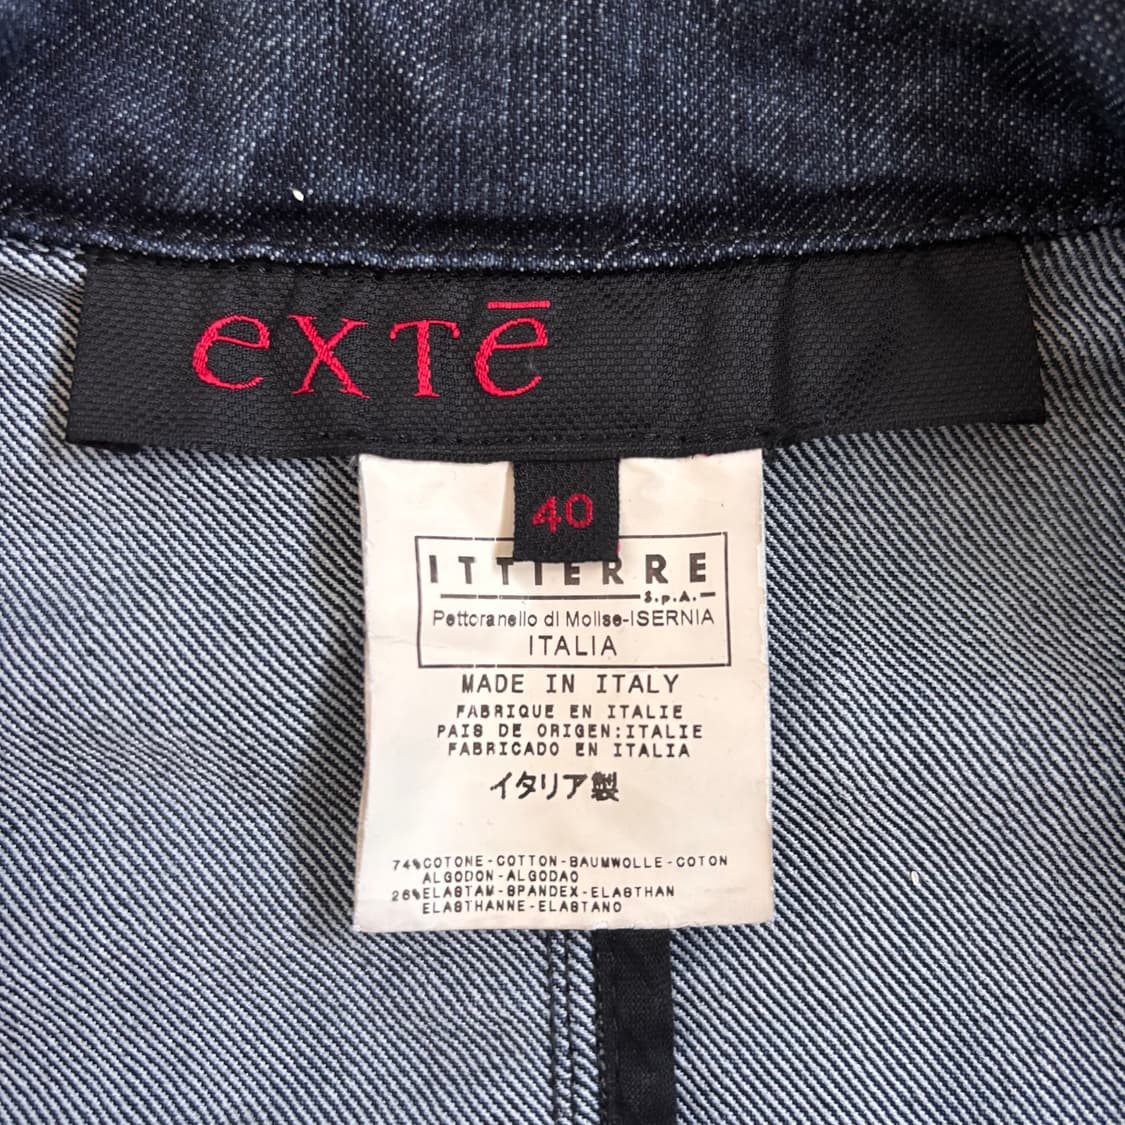 extē
40
ITTIERRE
S.p.A.
Pettoranello di Molise-ISERNIA
ITALIA
MADE IN ITALY
FABRIQUE EN ITALIE
PAIS DE ORIGEN:ITALIE
FABRICADO EN ITALIA
イタリア製
74%COTONE-COTTON-BAUMWOLLE-COTON
ALGODON-ALGODAO
26%ELASTAM-SPANDEX-ELASTHAN
ELASTHANNE-ELASTANO